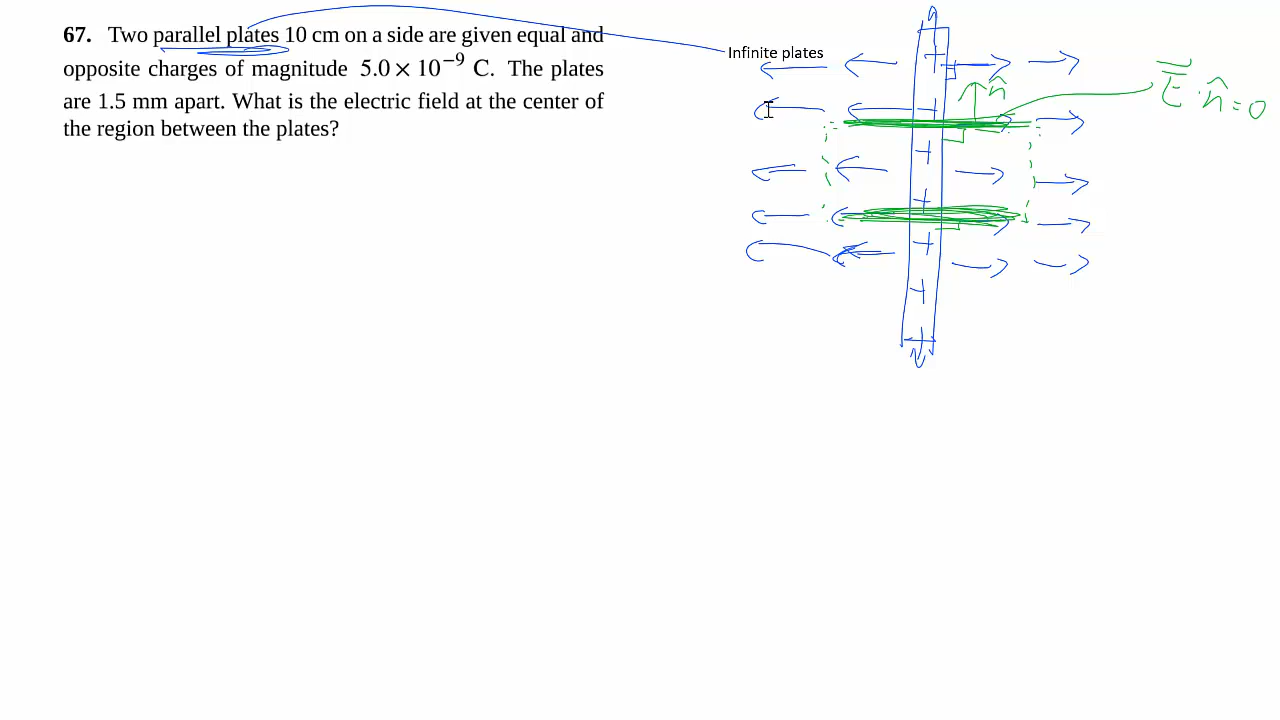 67. Two parallel plates 10 cm on a side are given equal and
opposite charges of magnitude 5.0 × 10⁻⁹ C. The plates
are 1.5 mm apart. What is the electric field at the center of
the region between the plates?
Infinite plates
+
n̂
E̅ · n̂ = 0
+
+
+
+
+
+